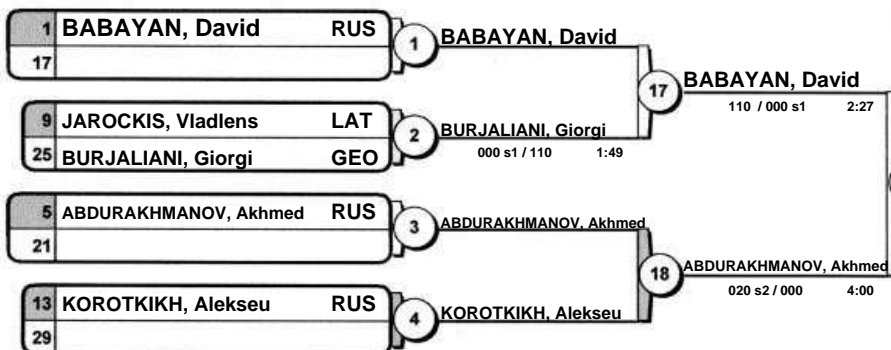 1 BABAYAN, David RUS
17
1
BABAYAN, David
9 JAROCKIS, Vladlens LAT
25 BURJALIANI, Giorgi GEO
2
BURJALIANI, Giorgi
000 s1 / 110 1:49
17
BABAYAN, David
110 / 000 s1 2:27
5 ABDURAKHMANOV, Akhmed RUS
21
3
ABDURAKHMANOV, Akhmed
13 KOROTKIKH, Alekseu RUS
29
4
KOROTKIKH, Alekseu
18
ABDURAKHMANOV, Akhmed
020 s2 / 000 4:00